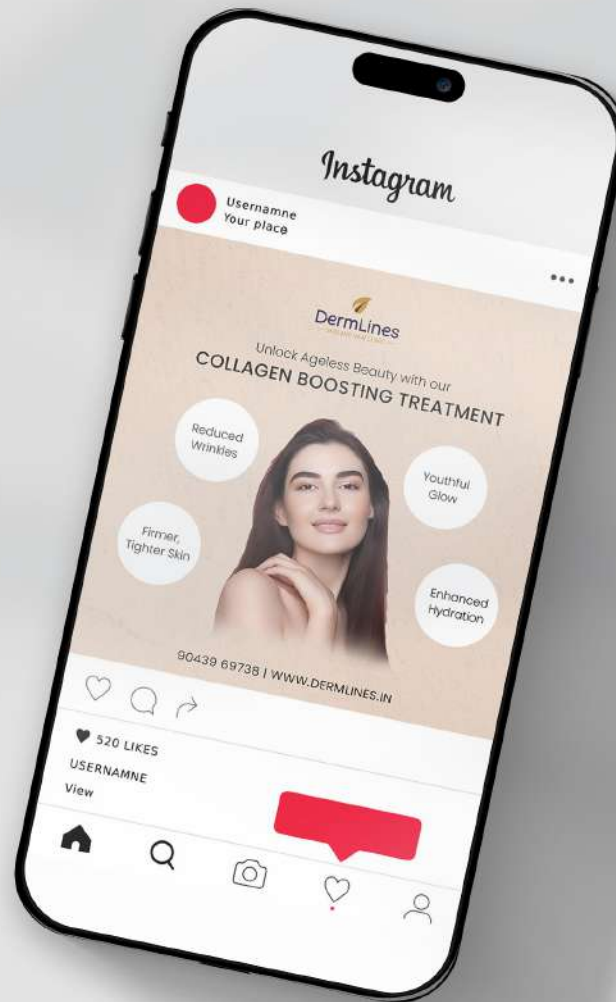 Instagram
Usernamne
Your place
DermLines
Unlock Ageless Beauty with our
COLLAGEN BOOSTING TREATMENT
Reduced
Wrinkles
Youthful
Glow
Firmer,
Tighter Skin
Enhanced
Hydration
90439 69738 | WWW.DERMLINES.IN
520 LIKES
USERNAMNE
View